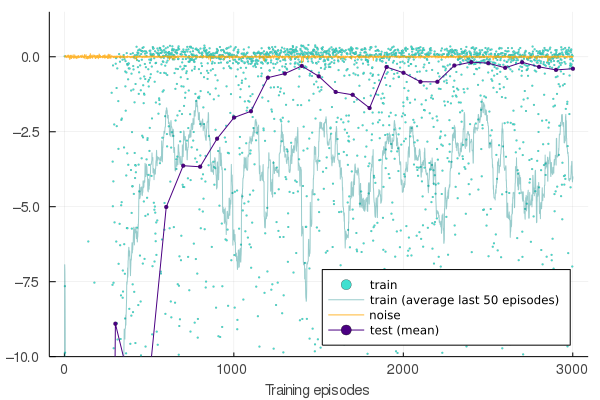 0.0
−2.5
−5.0
−7.5
−10.0
0
1000
2000
3000
Training episodes
train
train (average last 50 episodes)
noise
test (mean)